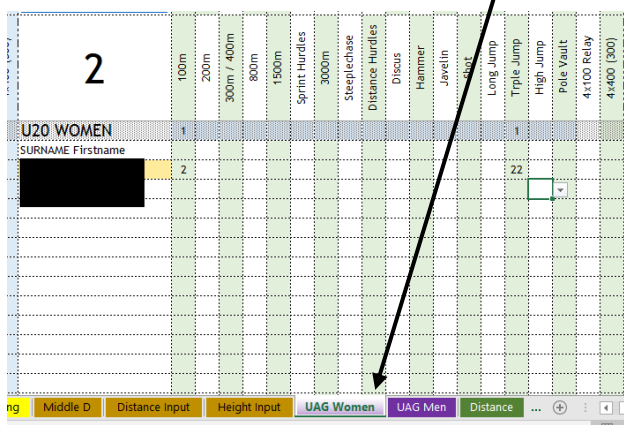 2
100m
200m
300m / 400m
800m
1500m
Sprint Hurdles
3000m
Steeplechase
Distance Hurdles
Discus
Hammer
Javelin
Shot
Long Jump
Trple Jump
High Jump
Pole Vault
4x100 Relay
4x400 (300)
U20 WOMEN 1 1
SURNAME Firstname
2 22
ng Middle D Distance Input Height Input UAG Women UAG Men Distance ...